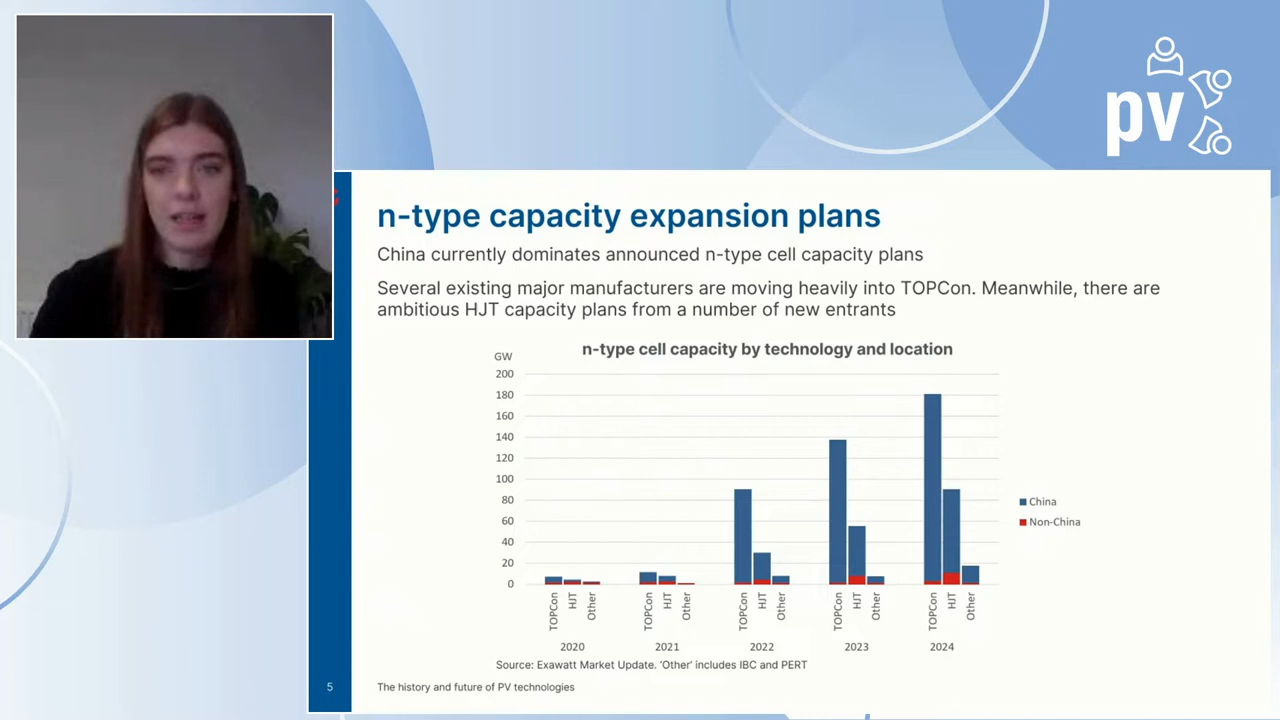 pv
n-type capacity expansion plans
China currently dominates announced n-type cell capacity plans
Several existing major manufacturers are moving heavily into TOPCon. Meanwhile, there are
ambitious HJT capacity plans from a number of new entrants
n-type cell capacity by technology and location
GW
200
180
160
140
120
100
80
60
40
20
0
China
Non-China
TOPCon HJT Other TOPCon HJT Other TOPCon HJT Other TOPCon HJT Other TOPCon HJT Other
2020 2021 2022 2023 2024
Source: Exawatt Market Update. ‘Other’ includes IBC and PERT
5 The history and future of PV technologies